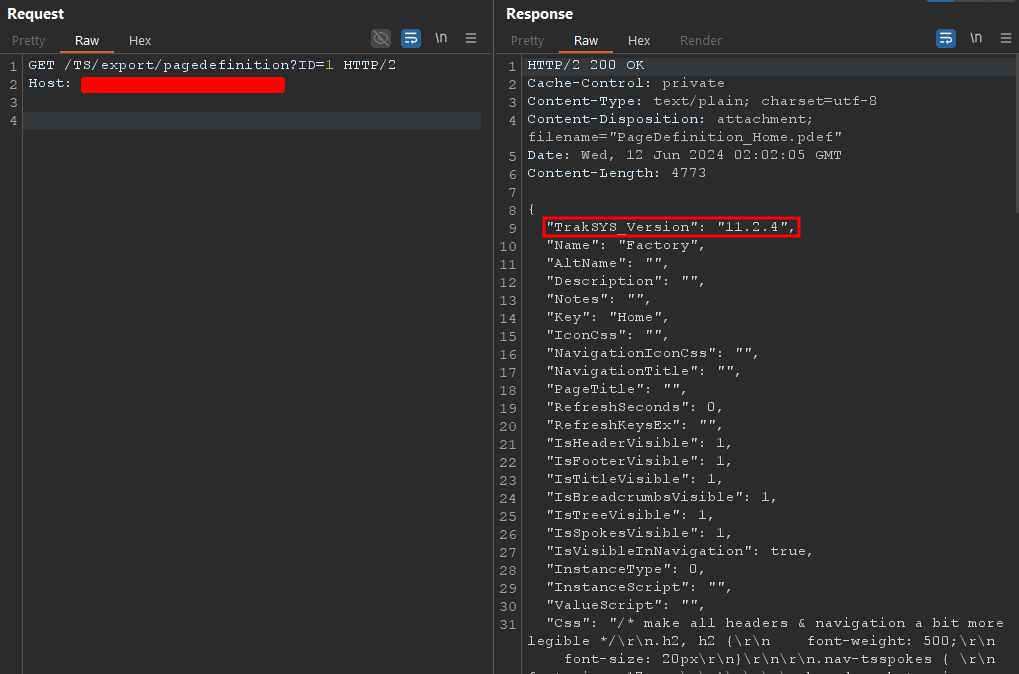 Request
Pretty Raw Hex \n
1 GET /TS/export/pagedefinition?ID=1 HTTP/2
2 Host:
3
4
Response
Pretty Raw Hex Render \n
1 HTTP/2 200 OK
2 Cache-Control: private
3 Content-Type: text/plain; charset=utf-8
4 Content-Disposition: attachment;
filename="PageDefinition_Home.pdef"
5 Date: Wed, 12 Jun 2024 02:02:05 GMT
6 Content-Length: 4773
7
8 {
9 "TrakSYS_Version": "11.2.4",
10 "Name": "Factory",
11 "AltName": "",
12 "Description": "",
13 "Notes": "",
14 "Key": "Home",
15 "IconCss": "",
16 "NavigationIconCss": "",
17 "NavigationTitle": "",
18 "PageTitle": "",
19 "RefreshSeconds": 0,
20 "RefreshKeysEx": "",
21 "IsHeaderVisible": 1,
22 "IsFooterVisible": 1,
23 "IsTitleVisible": 1,
24 "IsBreadcrumbsVisible": 1,
25 "IsTreeVisible": 1,
26 "IsSpokesVisible": 1,
27 "IsVisibleInNavigation": true,
28 "InstanceType": 0,
29 "InstanceScript": "",
30 "ValueScript": "",
31 "Css": "/* make all headers & navigation a bit more
legible */\r\n.h2, h2 {\r\n    font-weight: 500;\r\n
font-size: 20px\r\n}\r\n\r\n.nav-tsspokes { \r\n